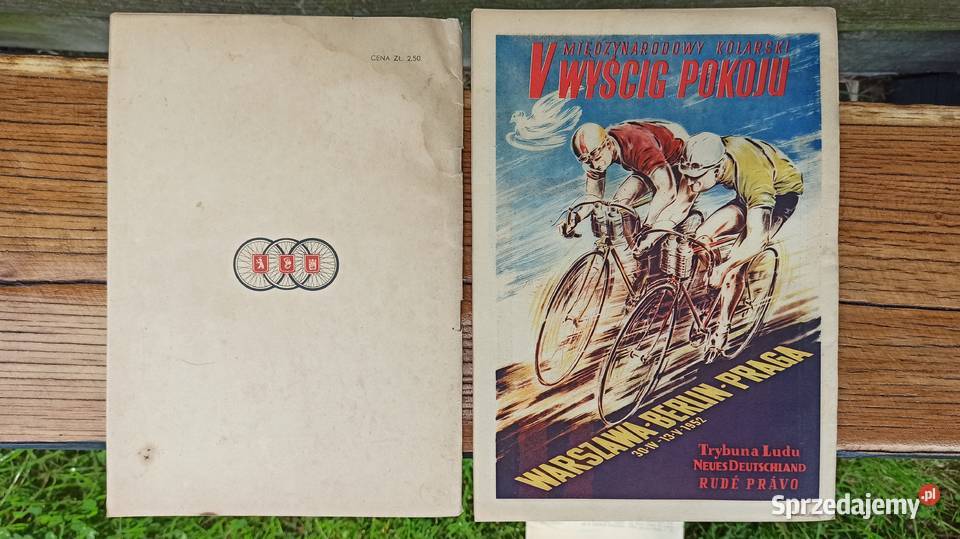 CENA ZŁ. 2.50
V MIĘDZYNARODOWY KOLARSKI
WYŚCIG POKOJU
WARSZAWA-BERLIN-PRAGA
30·IV-13·V·1952
Trybuna Ludu
NEUES DEUTSCHLAND
RUDÉ PRÁVO
Sprzedajemy.pl